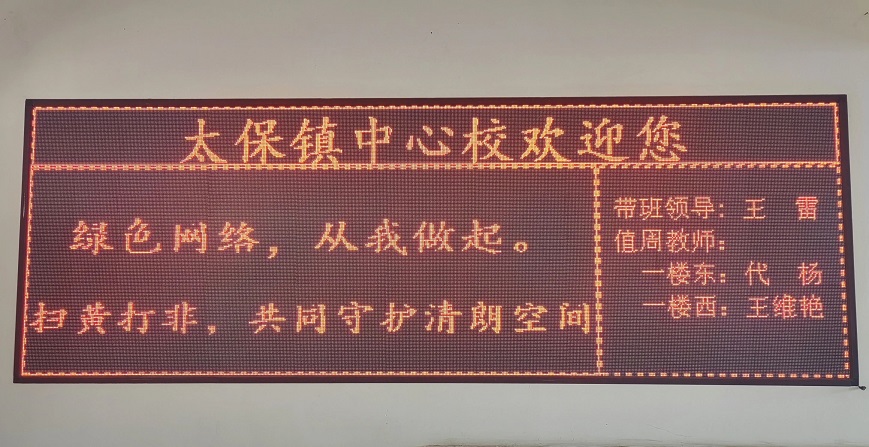 太保镇中心校欢迎您
绿色网络，从我做起。
扫黄打非，共同守护清朗空间
带班领导：王　雷
值周教师：
一楼东：代　杨
一楼西：王维艳